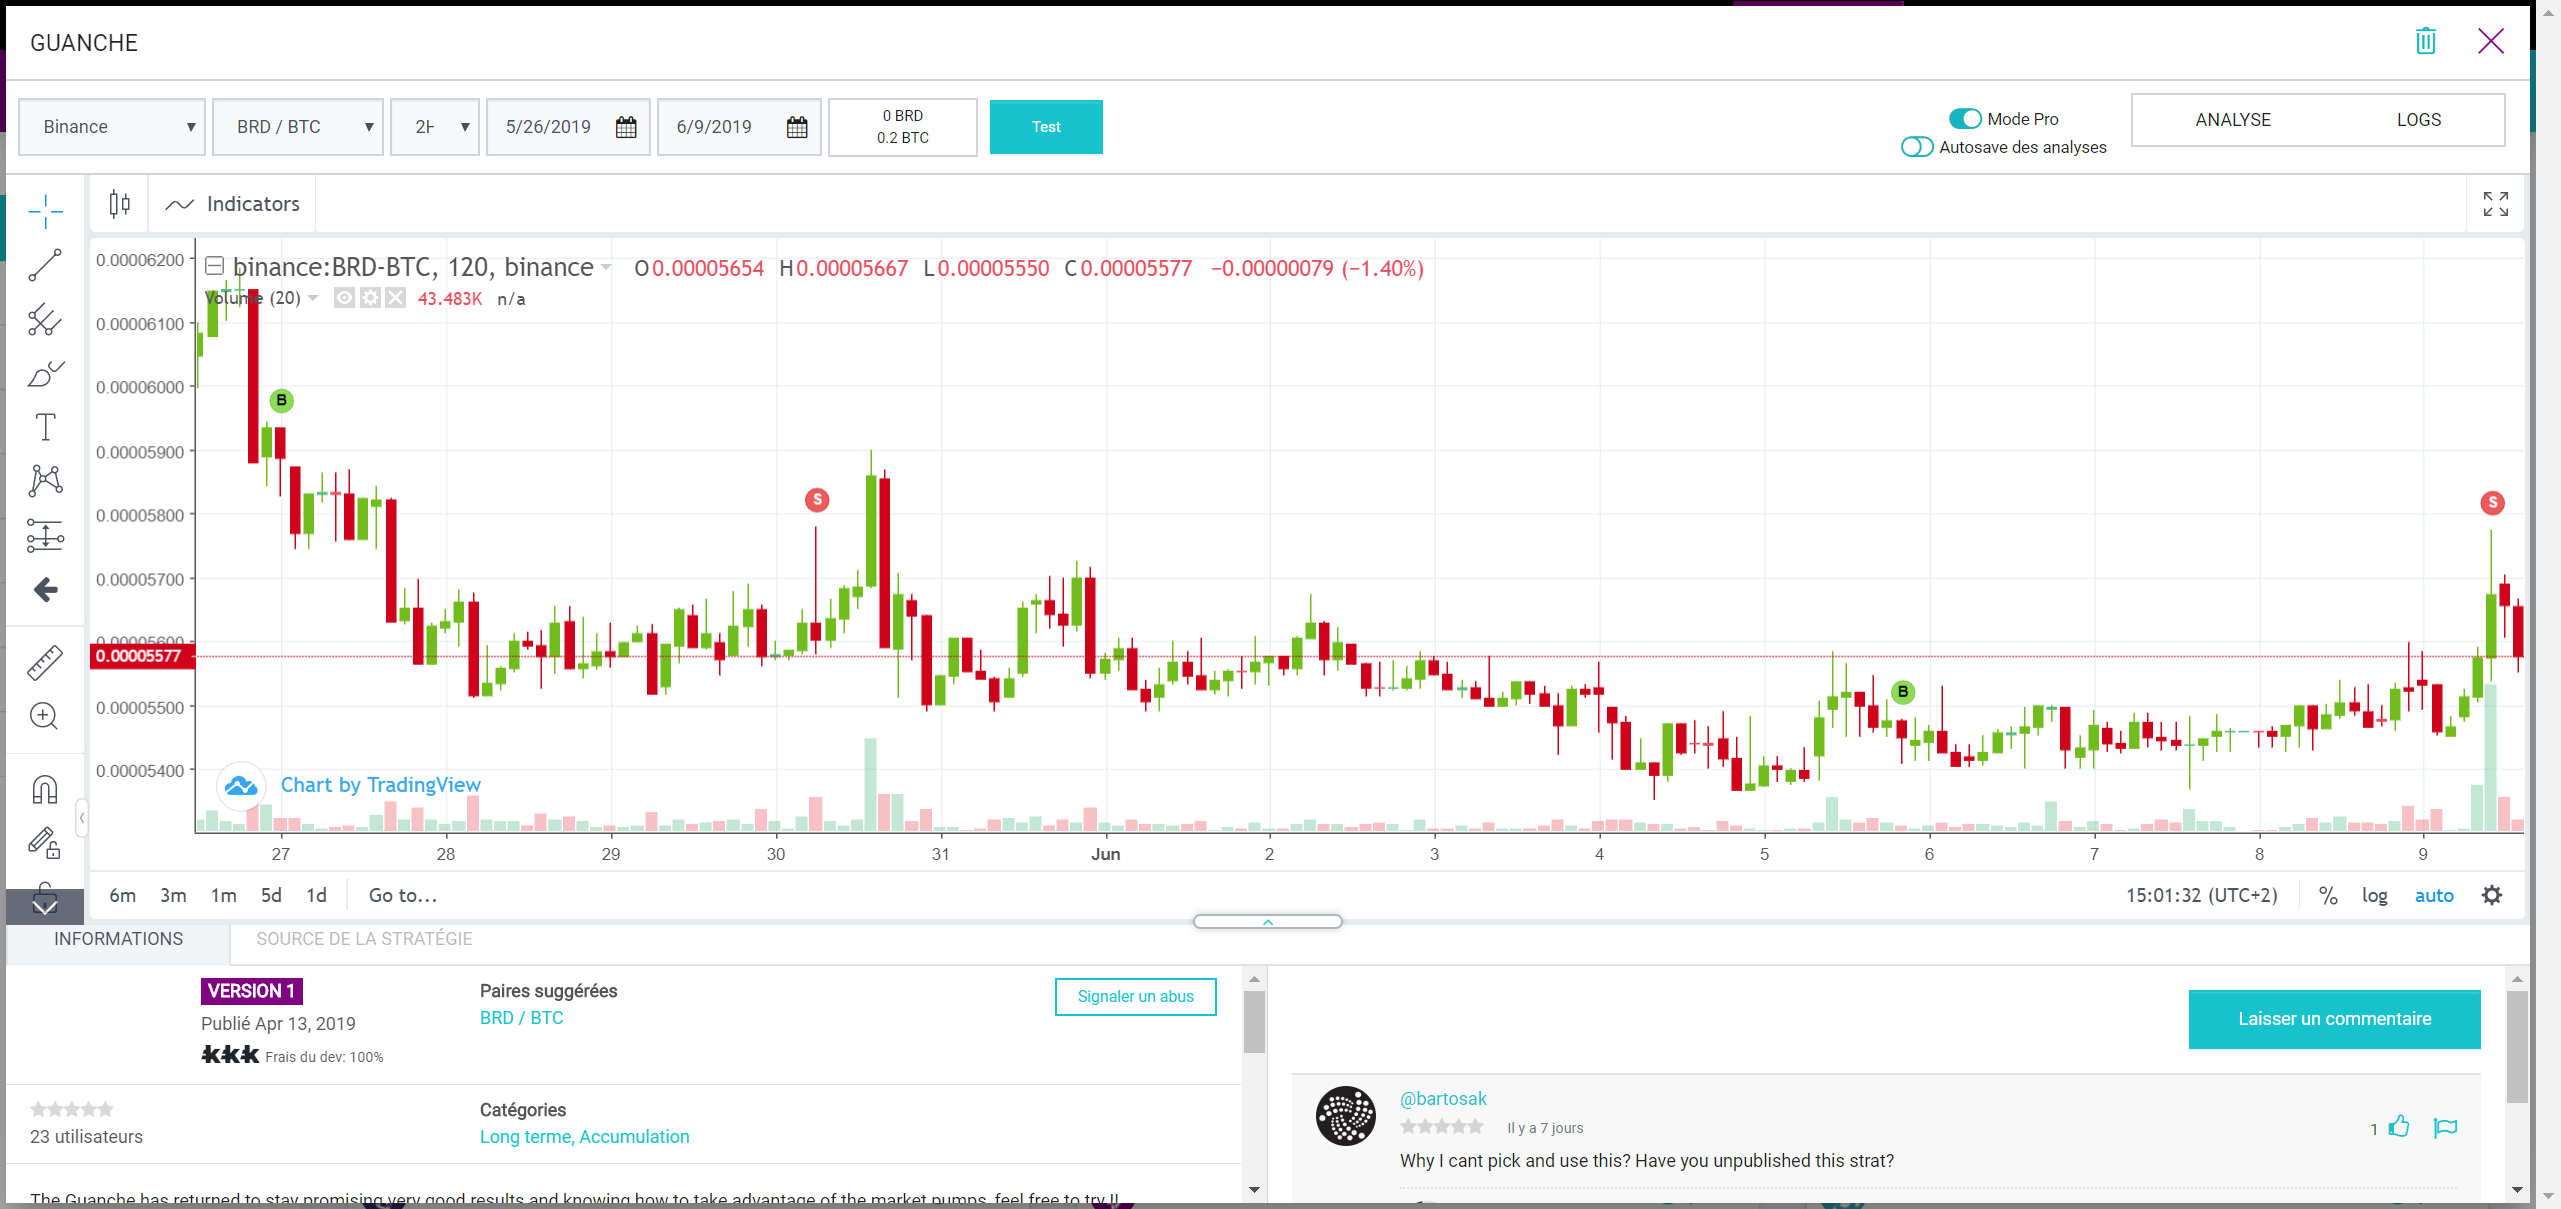 GUANCHE
Binance
BRD / BTC
2H
5/26/2019
6/9/2019
0 BRD
0.2 BTC
Test
Mode Pro
Autosave des analyses
ANALYSE
LOGS
Indicators
binance:BRD-BTC, 120, binance
O0.00005654 H0.00005667 L0.00005550 C0.00005577 −0.00000079 (−1.40%)
Volume (20)
43.483K n/a
0.00006200
0.00006100
0.00006000
0.00005900
0.00005800
0.00005700
0.00005600
0.00005577
0.00005500
0.00005400
B
S
B
S
Chart by TradingView
27 28 29 30 31 Jun 2 3 4 5 6 7 8 9
6m 3m 1m 5d 1d Go to...
15:01:32 (UTC+2) % log auto
INFORMATIONS
SOURCE DE LA STRATÉGIE
VERSION 1
Publié Apr 13, 2019
kkk Frais du dev: 100%
Paires suggérées
BRD / BTC
Signaler un abus
23 utilisateurs
Catégories
Long terme, Accumulation
The Guanche has returned to stay promising very good results and knowing how to take advantage of the market pumps, feel free to try !!
Laisser un commentaire
@bartosak
Il y a 7 jours
1
Why I cant pick and use this? Have you unpublished this strat?